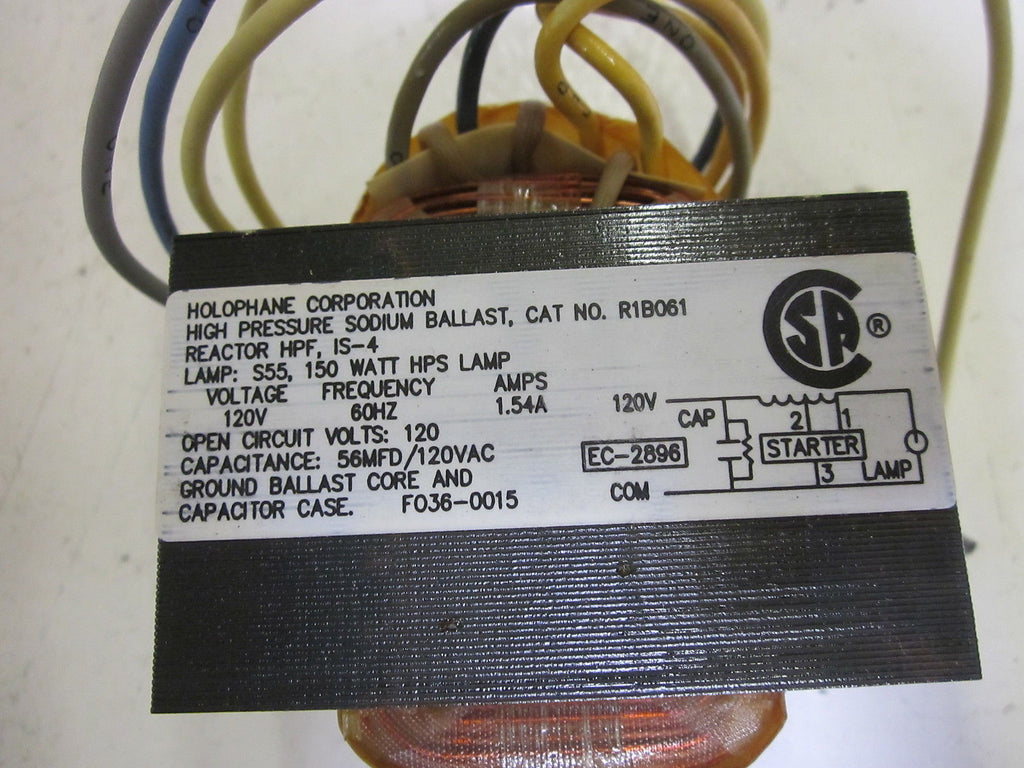 HOLOPHANE CORPORATION
HIGH PRESSURE SODIUM BALLAST, CAT NO. R1B061
REACTOR HPF, IS-4
LAMP: S55, 150 WATT HPS LAMP
VOLTAGE FREQUENCY AMPS
120V 60HZ 1.54A
OPEN CIRCUIT VOLTS: 120
CAPACITANCE: 56MFD/120VAC
GROUND BALLAST CORE AND
CAPACITOR CASE. F036-0015
CSA ®
120V
CAP
2 1
EC-2896
STARTER
3
LAMP
COM
ONE